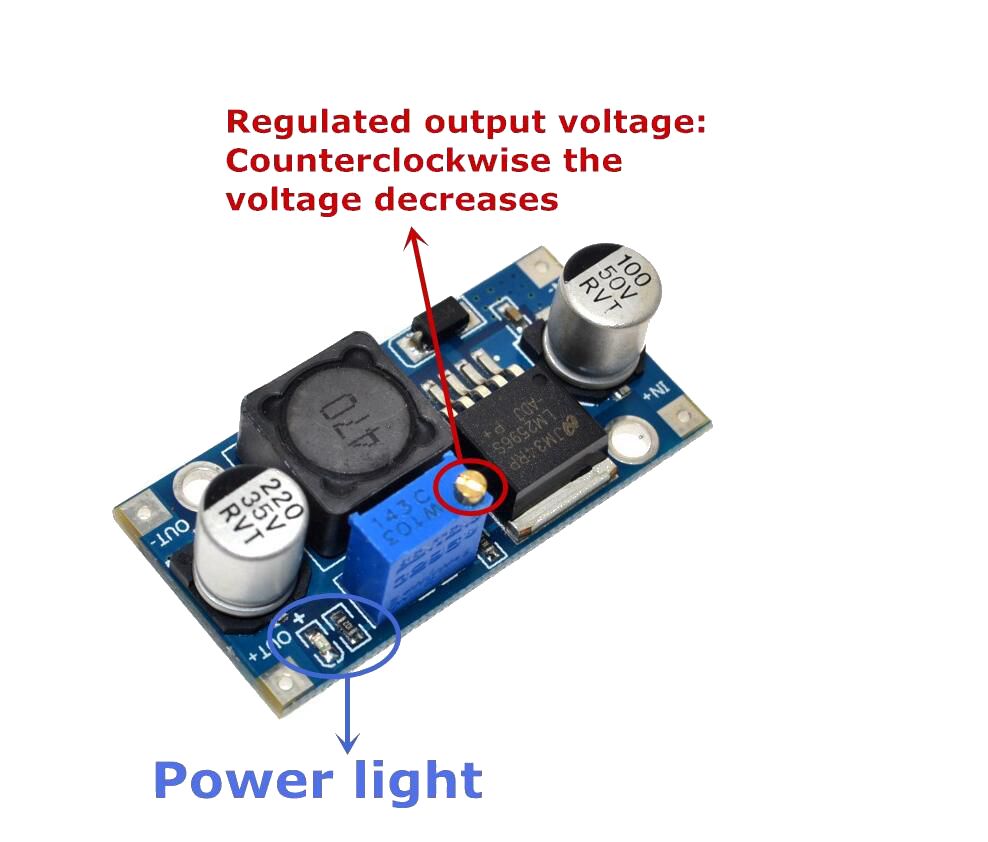 Regulated output voltage:
Counterclockwise the
voltage decreases
100
50V
RVT
IN+
JM34RP
LM2596S
-ADJ P+
470
220
35V
RVT
OUT-
143C
W103
OUT+
Power light